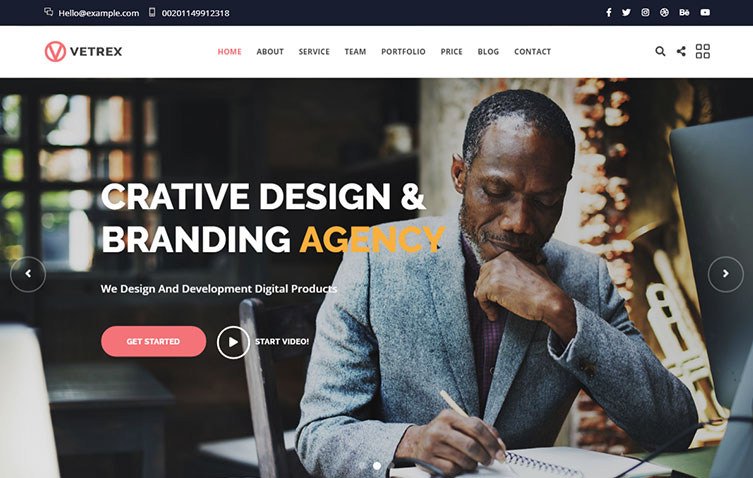 Hello@example.com 00201149912318
VETREX
HOME ABOUT SERVICE TEAM PORTFOLIO PRICE BLOG CONTACT
CRATIVE DESIGN &
BRANDING AGENCY
We Design And Development Digital Products
GET STARTED
START VIDEO!